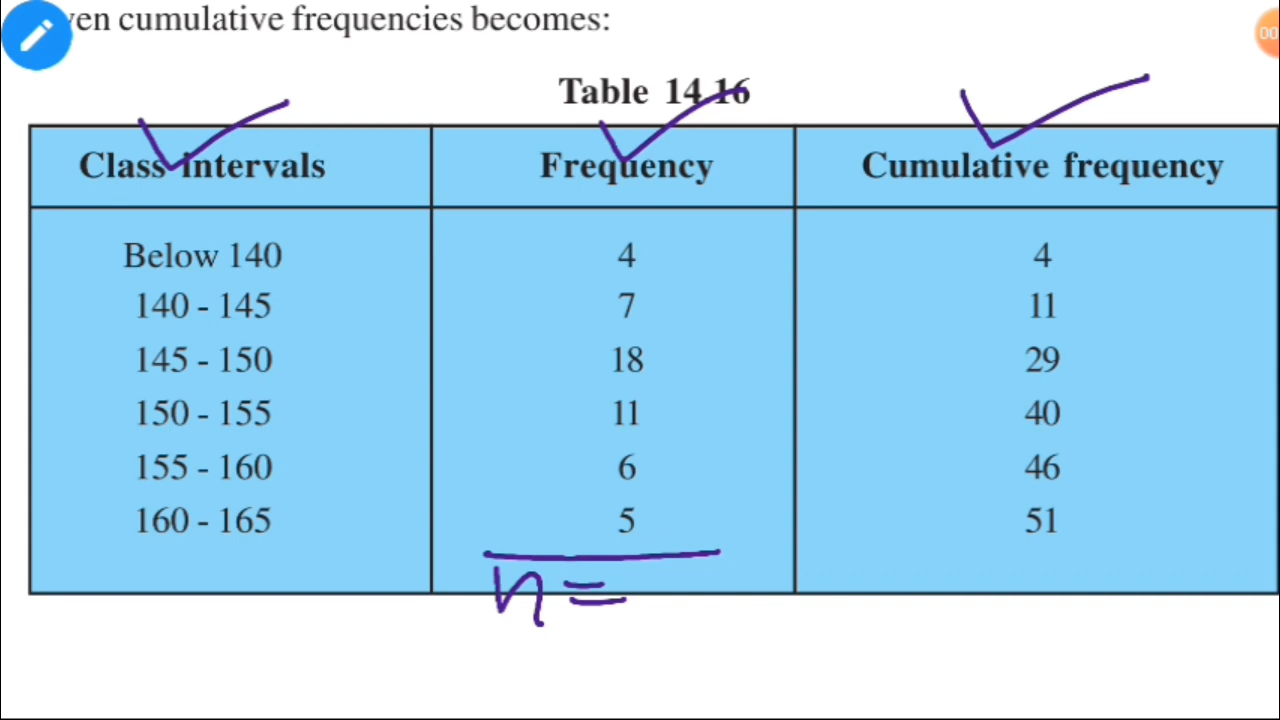 ven cumulative frequencies becomes:
00
Table 14.16
Class intervals Frequency Cumulative frequency
Below 140 4 4
140 - 145 7 11
145 - 150 18 29
150 - 155 11 40
155 - 160 6 46
160 - 165 5 51
n =